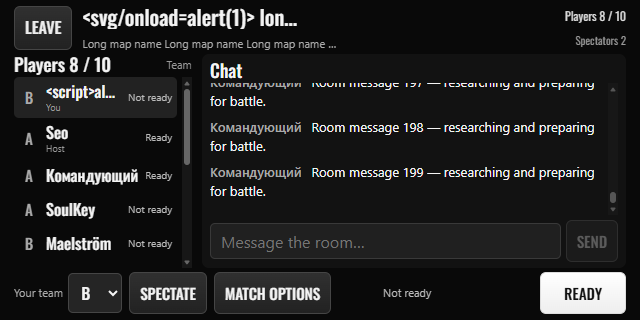 LEAVE
<svg/onload=alert(1)> lon...
Players 8 / 10
Long map name Long map name Long map name ...
Spectators 2
Players 8 / 10
Team
B <script>al... Not ready
You
A Seo Ready
Host
A Командующий Ready
A SoulKey Not ready
B Maelström Not ready
Chat
Командующий Room message 197 — researching and preparing
for battle.
Командующий Room message 198 — researching and preparing
for battle.
Командующий Room message 199 — researching and preparing
for battle.
Message the room...
SEND
Your team
B
SPECTATE
MATCH OPTIONS
Not ready
READY